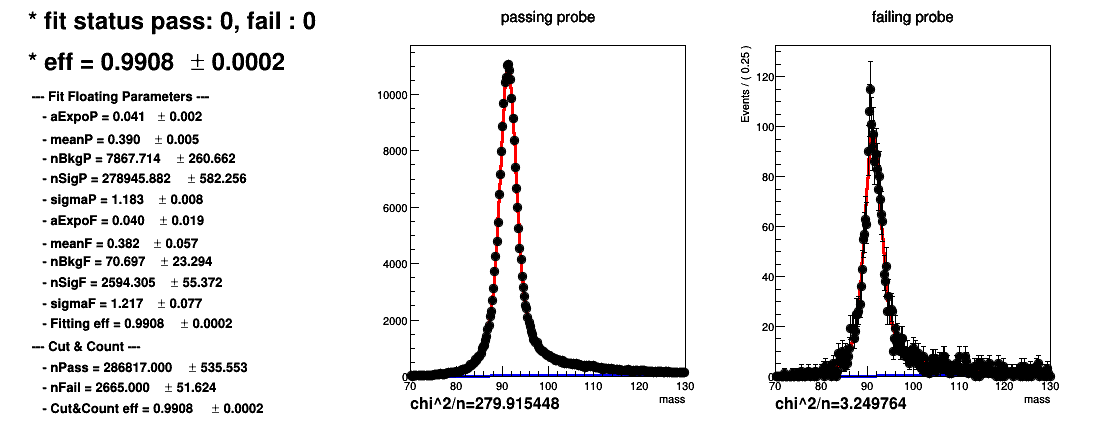 * fit status pass: 0, fail : 0
* eff = 0.9908 ± 0.0002
--- Fit Floating Parameters ---
- aExpoP = 0.041 ± 0.002
- meanP = 0.390 ± 0.005
- nBkgP = 7867.714 ± 260.662
- nSigP = 278945.882 ± 582.256
- sigmaP = 1.183 ± 0.008
- aExpoF = 0.040 ± 0.019
- meanF = 0.382 ± 0.057
- nBkgF = 70.697 ± 23.294
- nSigF = 2594.305 ± 55.372
- sigmaF = 1.217 ± 0.077
- Fitting eff = 0.9908 ± 0.0002
--- Cut & Count ---
- nPass = 286817.000 ± 535.553
- nFail = 2665.000 ± 51.624
- Cut&Count eff = 0.9908 ± 0.0002
passing probe
10000
8000
6000
4000
2000
0
70 80 90 100 110 120 130
mass
chi^2/n=279.915448
failing probe
Events / ( 0.25 )
120
100
80
60
40
20
0
70 80 90 100 110 120 130
mass
chi^2/n=3.249764